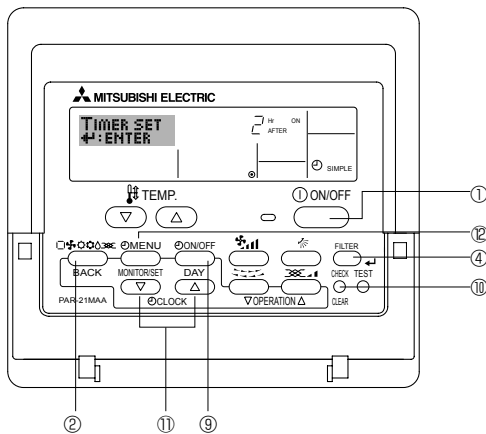 MITSUBISHI ELECTRIC
TIMER SET
↵:ENTER
2 Hr ON
AFTER
SIMPLE
TEMP.
ON/OFF
①
⑫
MENU
ON/OFF
FILTER
④
BACK
MONITOR/SET
DAY
CHECK TEST
⑩
PAR-21MAA
CLOCK
▽OPERATION△
CLEAR
②
⑪
⑨